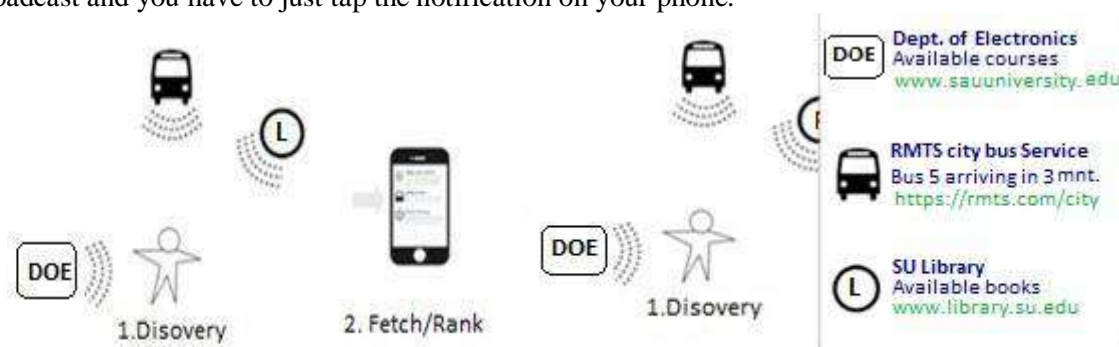 oadcast and you have to just tap the notification on your phone.
L
DOE
1.Disovery
2. Fetch/Rank
DOE
1.Disovery
DOE
Dept. of Electronics
Available courses
www.sauuniversity.edu
RMTS city bus Service
Bus 5 arriving in 3 mnt.
https://rmts.com/city
L
SU Library
Available books
www.library.su.edu